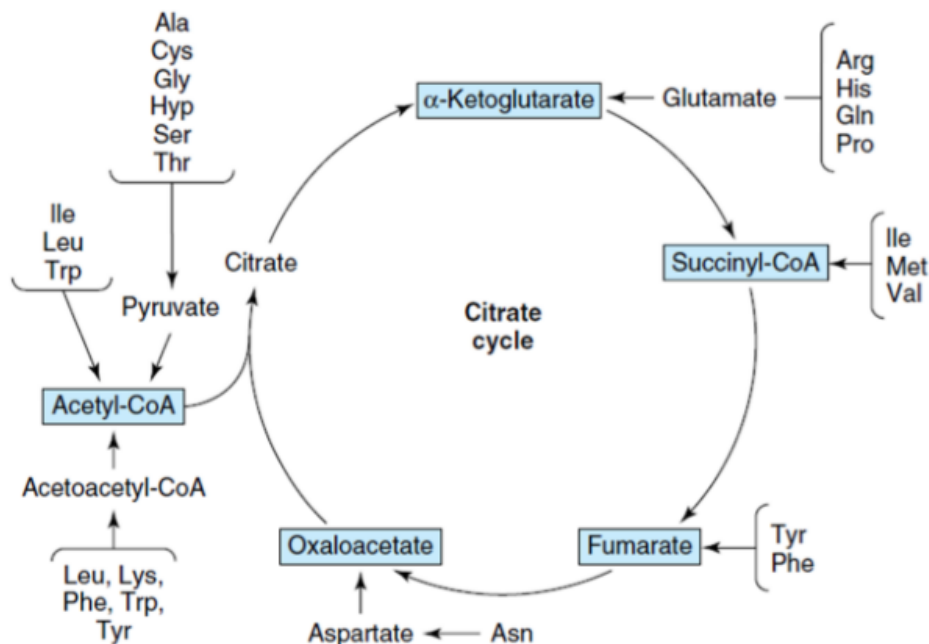 Ala
Cys
Gly
Hyp
Ser
Thr
α-Ketoglutarate
Glutamate
Arg
His
Gln
Pro
Ile
Leu
Trp
Citrate
Pyruvate
Succinyl-CoA
Ile
Met
Val
Citrate
cycle
Acetyl-CoA
Acetoacetyl-CoA
Leu, Lys,
Phe, Trp,
Tyr
Oxaloacetate
Fumarate
Tyr
Phe
Aspartate
Asn